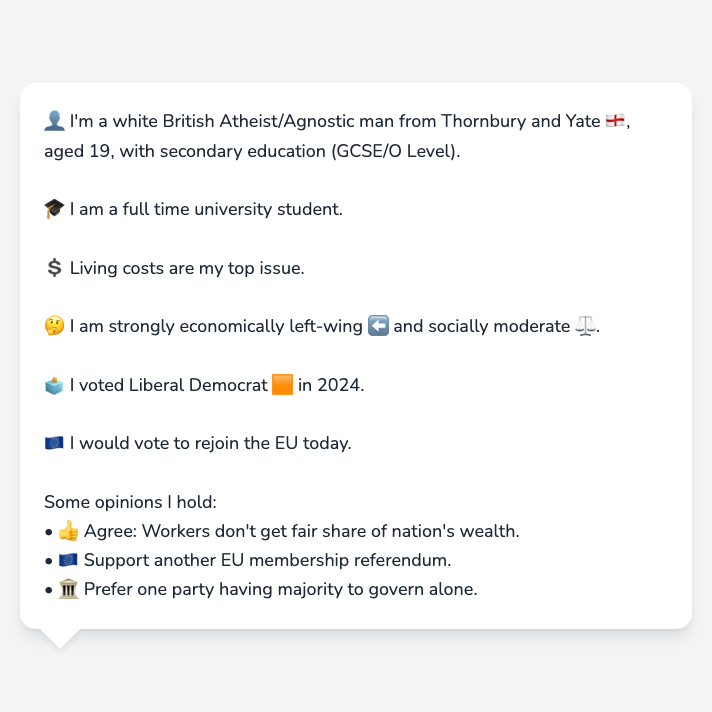 👤 I'm a white British Atheist/Agnostic man from Thornbury and Yate 🏴󠁧󠁢󠁥󠁮󠁧󠁿,
aged 19, with secondary education (GCSE/O Level).
🎓 I am a full time university student.
💲 Living costs are my top issue.
🤔 I am strongly economically left-wing ⬅️ and socially moderate ⚖️.
🗳️ I voted Liberal Democrat 🟧 in 2024.
🇪🇺 I would vote to rejoin the EU today.
Some opinions I hold:
• 👍 Agree: Workers don't get fair share of nation's wealth.
• 🇪🇺 Support another EU membership referendum.
• 🏛️ Prefer one party having majority to govern alone.